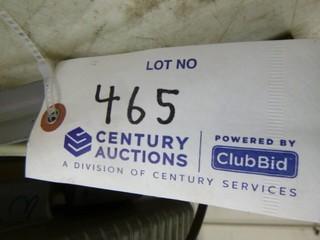 LOT NO
465
CENTURY
AUCTIONS
POWERED BY
ClubBid
A DIVISION OF CENTURY SERVICES